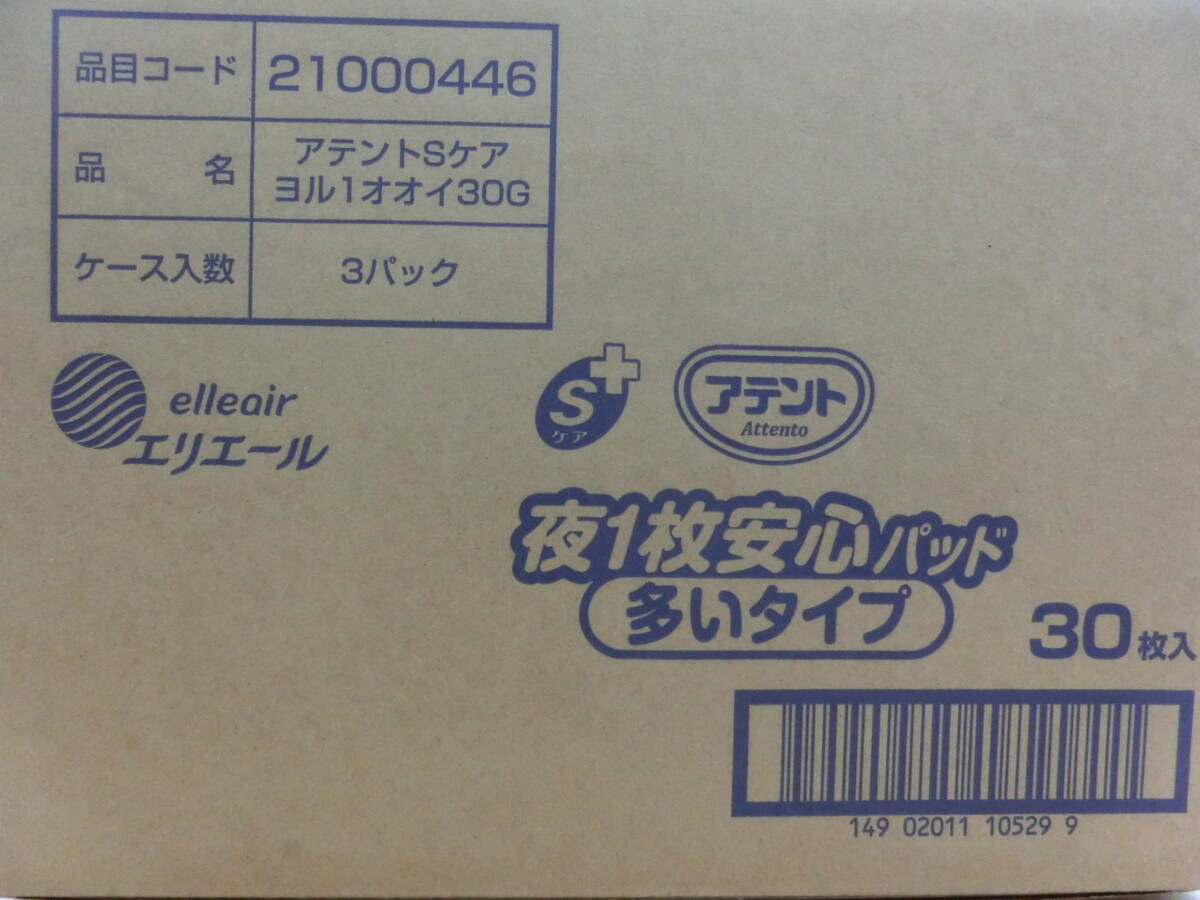 品目コード 21000446
品名 アテントSケア
ヨル1オオイ30G
ケース入数 3パック
elleair
エリエール
S
ケア
アテント
Attento
夜1枚安心パッド
多いタイプ
30枚入
149 02011 10529 9